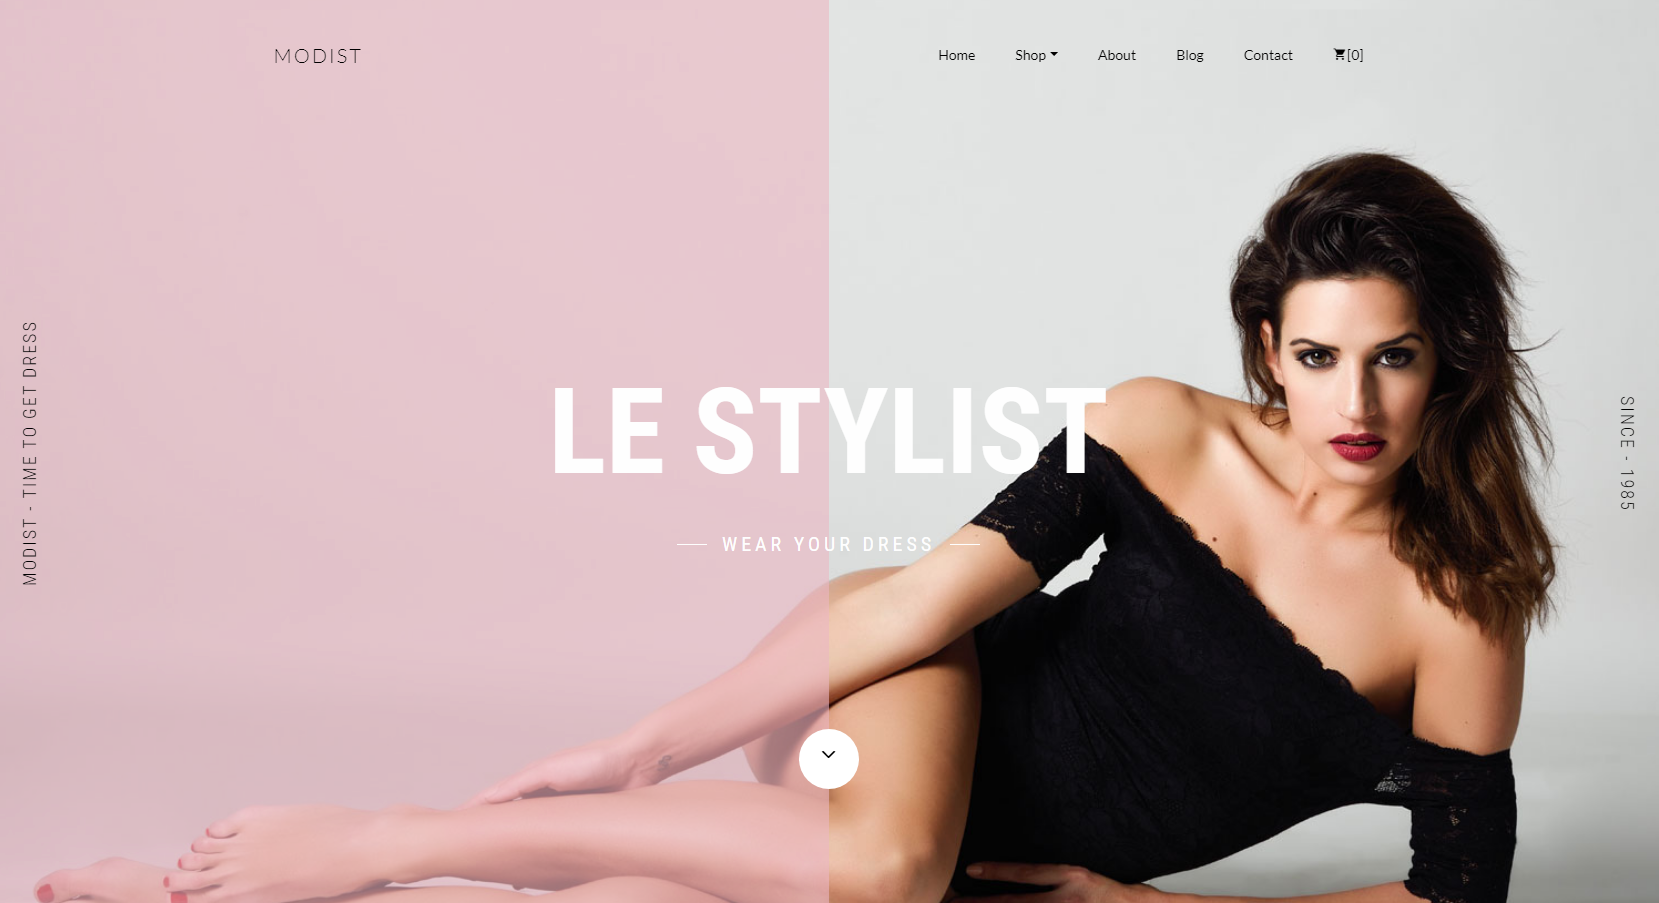 MODIST
Home
Shop
About
Blog
Contact
[0]
MODIST - TIME TO GET DRESS
LE STYLIST
WEAR YOUR DRESS
SINCE - 1985